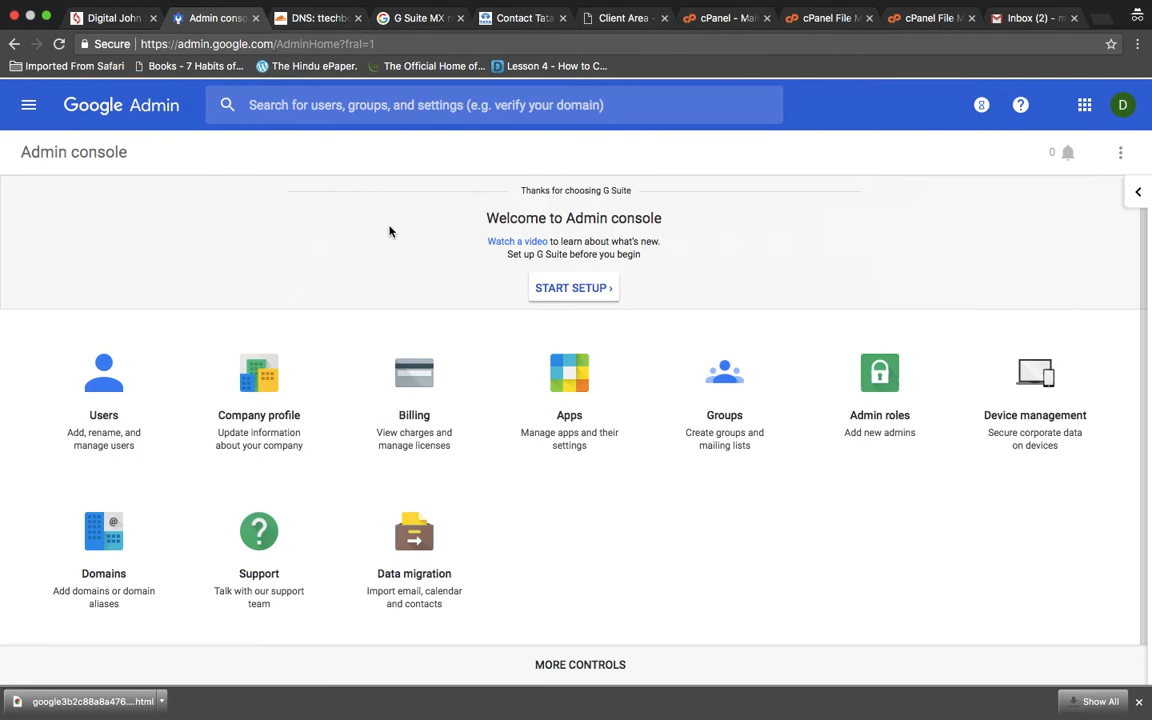 Digital John
Admin conso
DNS: ttechb
G Suite MX r
Contact Tata
Client Area -
cPanel - Mai
cPanel File M
cPanel File M
Inbox (2) - m
Secure
https://admin.google.com/AdminHome?fral=1
Imported From Safari
Books - 7 Habits of...
The Hindu ePaper.
The Official Home of...
Lesson 4 - How to C...
Google Admin
Search for users, groups, and settings (e.g. verify your domain)
D
Admin console
0
Thanks for choosing G Suite
Welcome to Admin console
Watch a video to learn about what's new.
Set up G Suite before you begin
START SETUP ›
Users
Add, rename, and
manage users
Company profile
Update information
about your company
Billing
View charges and
manage licenses
Apps
Manage apps and their
settings
Groups
Create groups and
mailing lists
Admin roles
Add new admins
Device management
Secure corporate data
on devices
Domains
Add domains or domain
aliases
Support
Talk with our support
team
Data migration
Import email, calendar
and contacts
MORE CONTROLS
google3b2c88a8a476....html
Show All